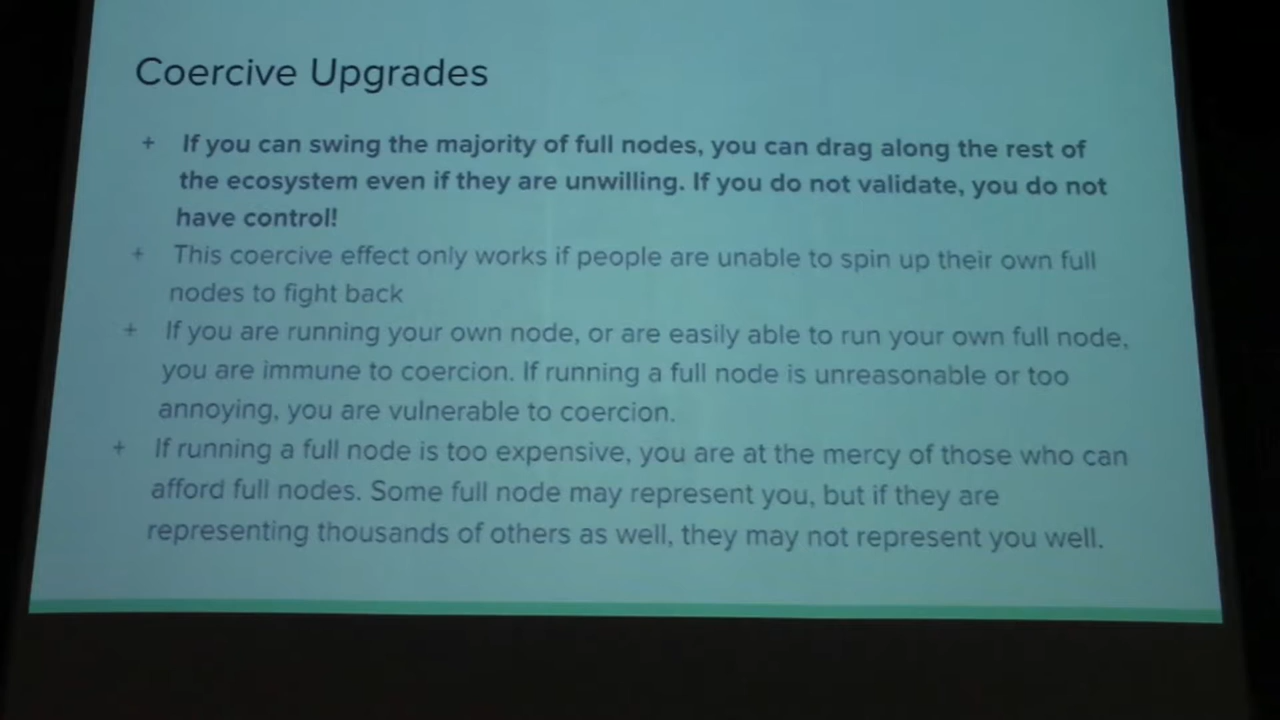 Coercive Upgrades
+ If you can swing the majority of full nodes, you can drag along the rest of
the ecosystem even if they are unwilling. If you do not validate, you do not
have control!
+ This coercive effect only works if people are unable to spin up their own full
nodes to fight back
+ If you are running your own node, or are easily able to run your own full node,
you are immune to coercion. If running a full node is unreasonable or too
annoying, you are vulnerable to coercion.
+ If running a full node is too expensive, you are at the mercy of those who can
afford full nodes. Some full node may represent you, but if they are
representing thousands of others as well, they may not represent you well.